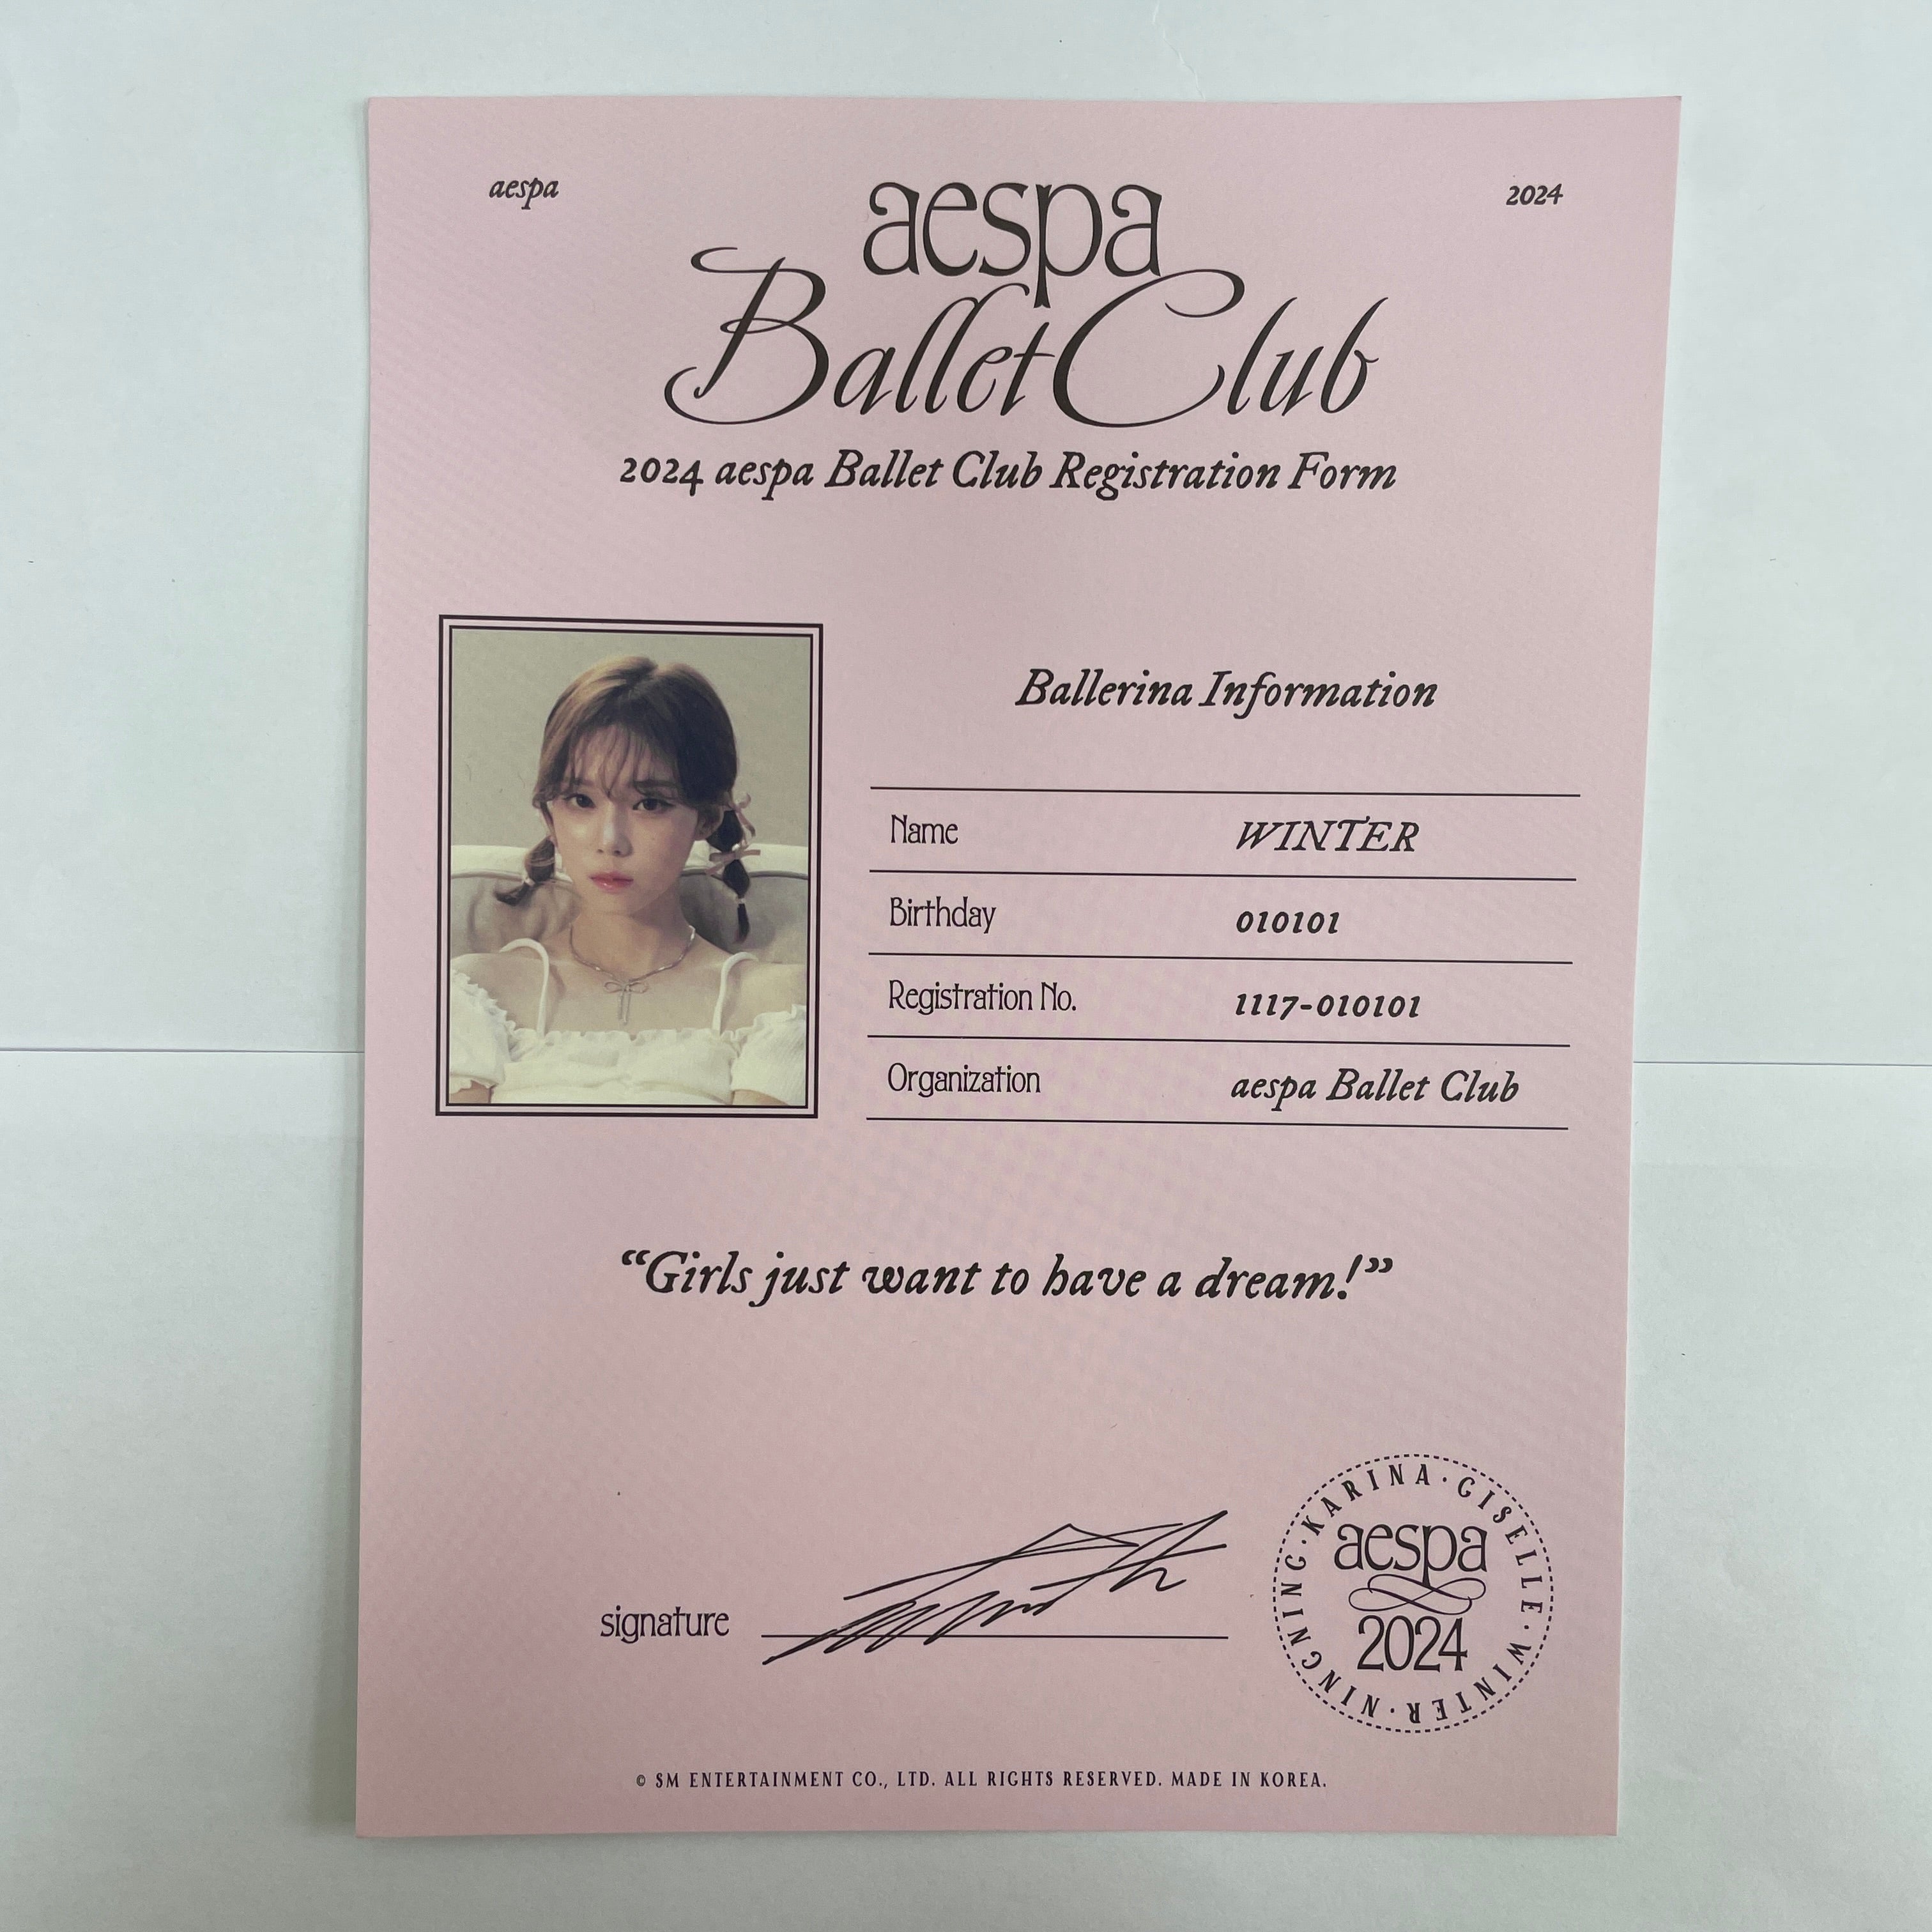 aespa
2024
aespa
Ballet Club
2024 aespa Ballet Club Registration Form
Ballerina Information
Name WINTER
Birthday 010101
Registration No. 1117-010101
Organization aespa Ballet Club
“Girls just want to have a dream!”
signature
KARINA · GISELLE · WINTER · NINGNING ·
aespa
2024
© SM ENTERTAINMENT CO., LTD. ALL RIGHTS RESERVED. MADE IN KOREA.